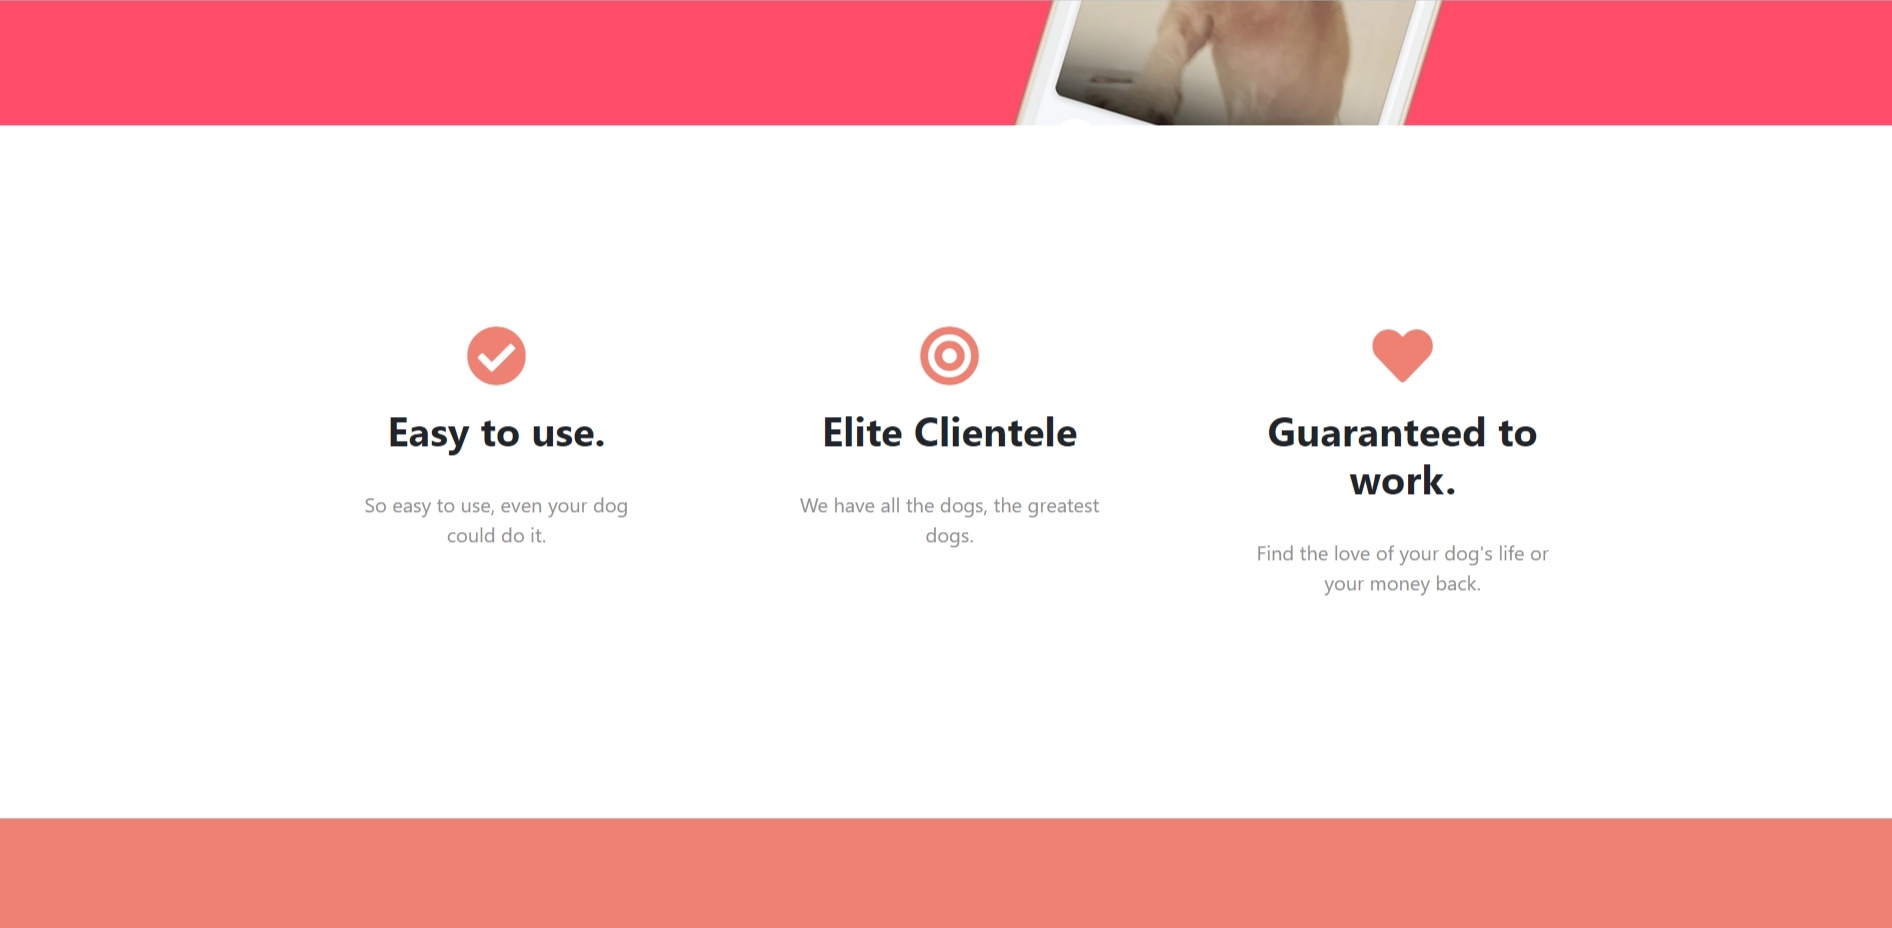 Easy to use.
So easy to use, even your dog
could do it.
Elite Clientele
We have all the dogs, the greatest
dogs.
Guaranteed to
work.
Find the love of your dog's life or
your money back.